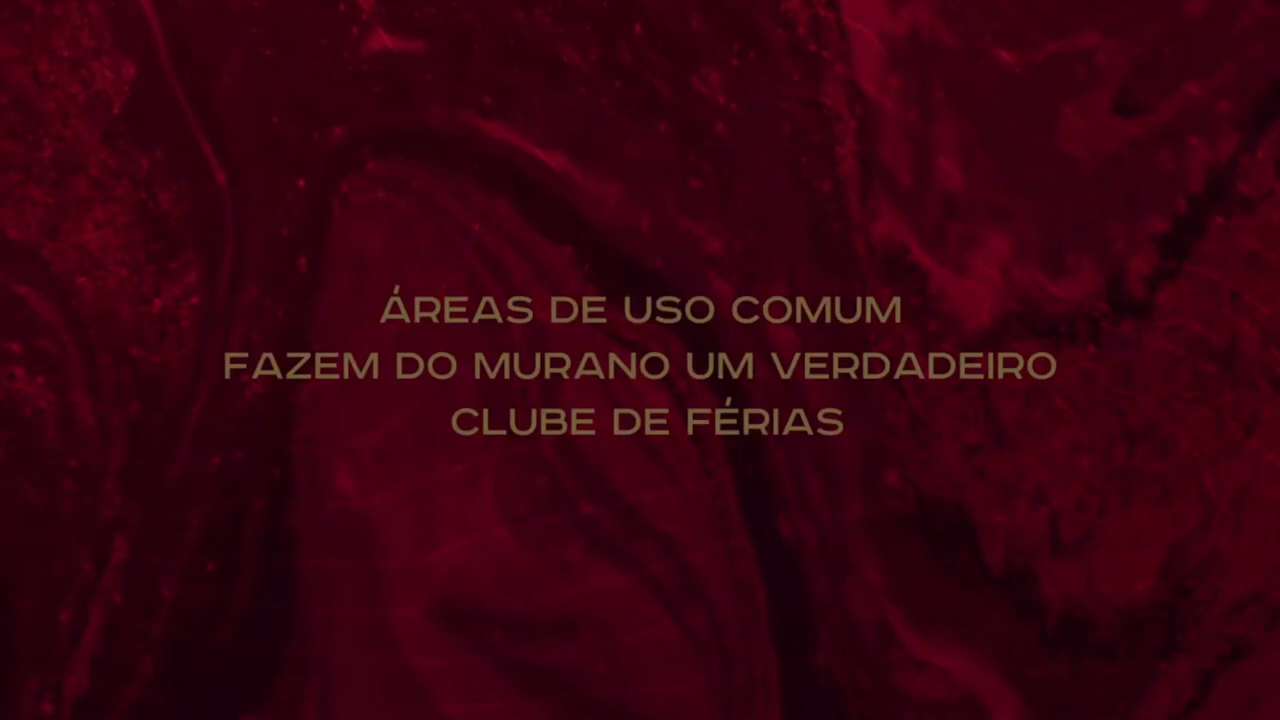 ÁREAS DE USO COMUM
FAZEM DO MURANO UM VERDADEIRO
CLUBE DE FÉRIAS